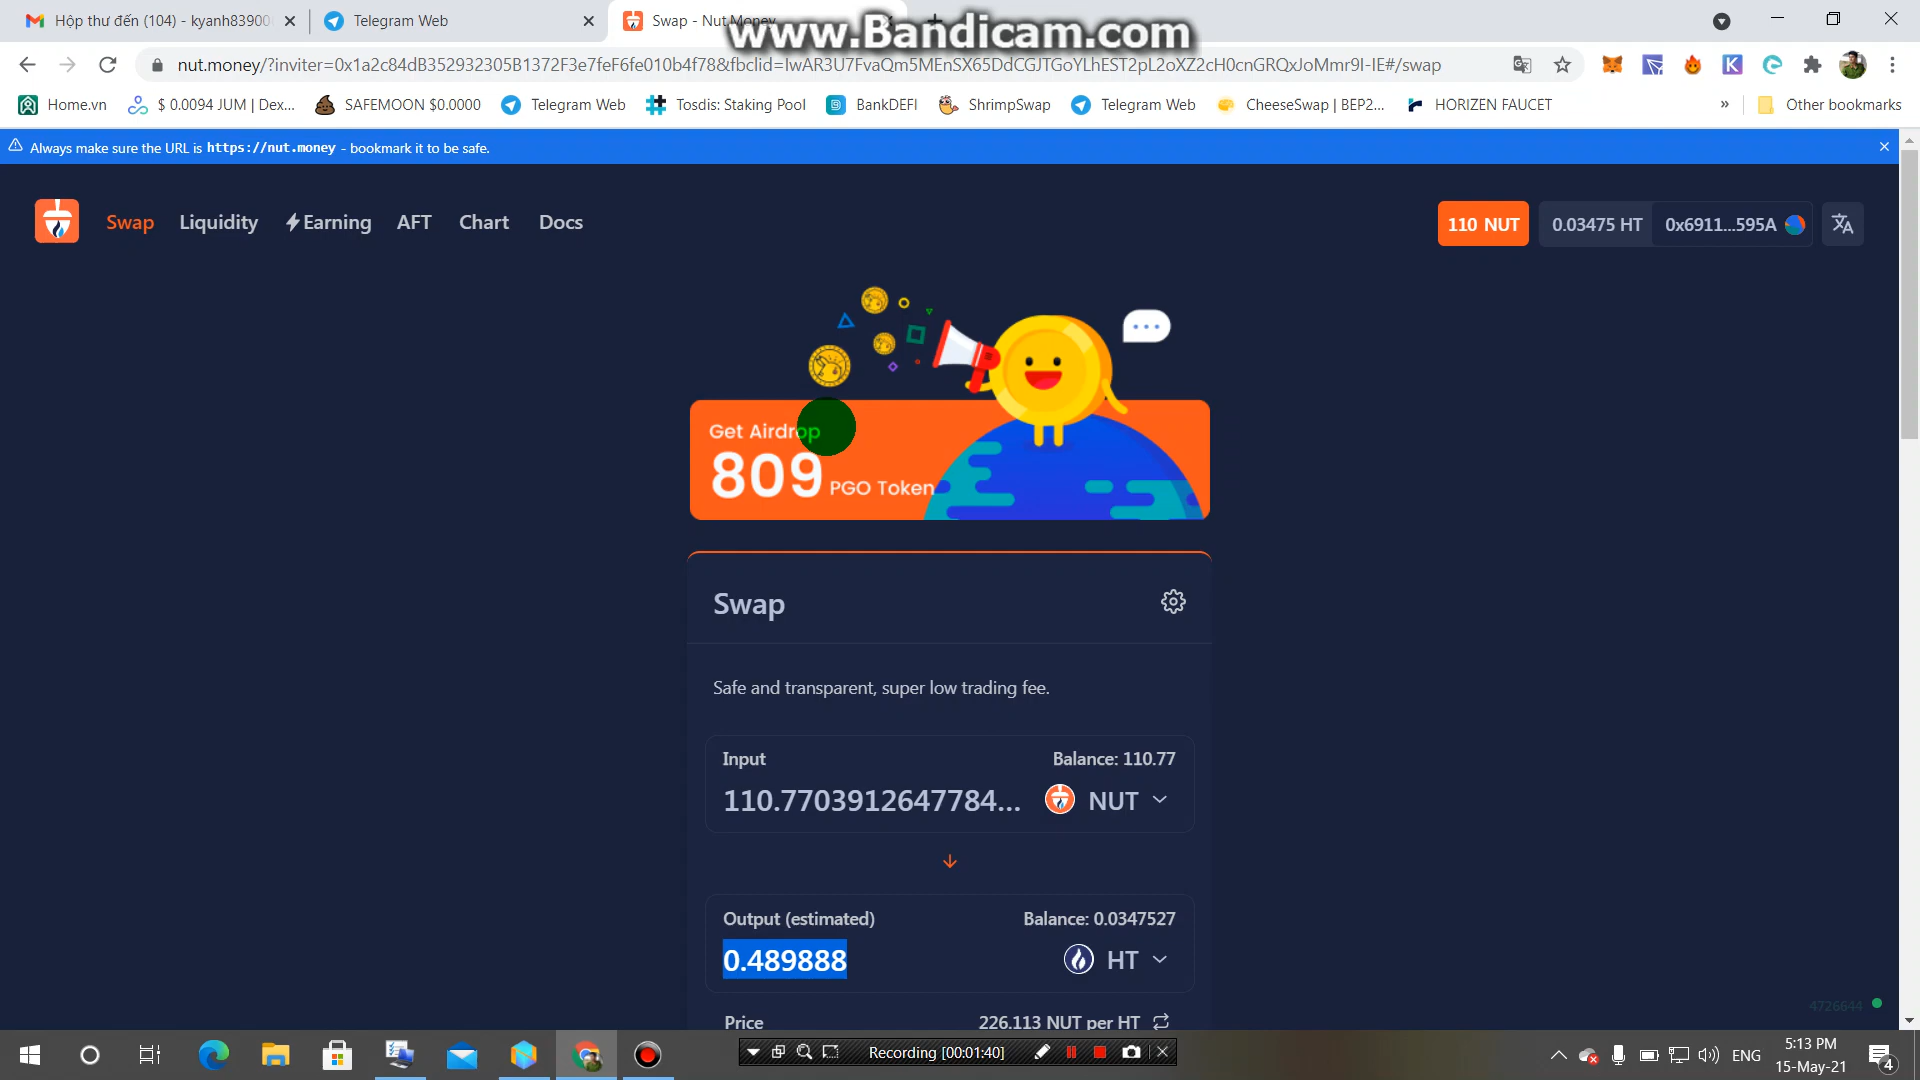 Hộp thư đến (104) - kyanh83900
Telegram Web
Swap - Nut Money
www.Bandicam.com
nut.money/?inviter=0x1a2c84dB352932305B1372F3e7feF6fe010b4f78&fbclid=IwAR3U7FvaQm5MEnSX65DdCGJTGoYLhEST2pL2oXZ2cH0cnGRQxJoMmr9I-IE#/swap
Home.vn
$ 0.0094 JUM | Dex...
SAFEMOON $0.0000
Telegram Web
Tosdis: Staking Pool
BankDEFI
ShrimpSwap
Telegram Web
CheeseSwap | BEP2...
HORIZEN FAUCET
»
Other bookmarks
Always make sure the URL is https://nut.money - bookmark it to be safe.
Swap
Liquidity
Earning
AFT
Chart
Docs
110 NUT
0.03475 HT
0x6911...595A
Get Airdrop
809 PGO Token
Swap
Safe and transparent, super low trading fee.
Input
Balance: 110.77
110.7703912647784...
NUT
Output (estimated)
Balance: 0.0347527
0.489888
HT
Price
226.113 NUT per HT
4726644
Recording [00:01:40]
ENG
5:13 PM
15-May-21
4